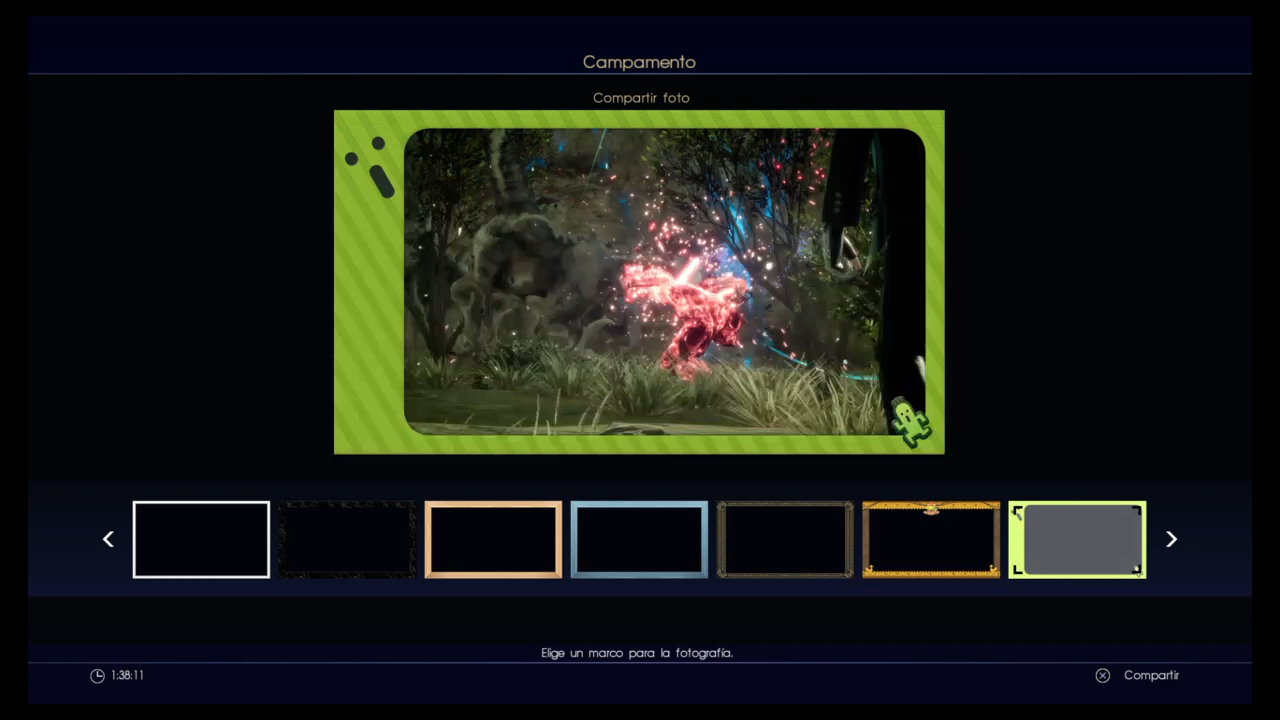 Campamento
Compartir foto
Elige un marco para la fotografía.
1:38:11
Compartir